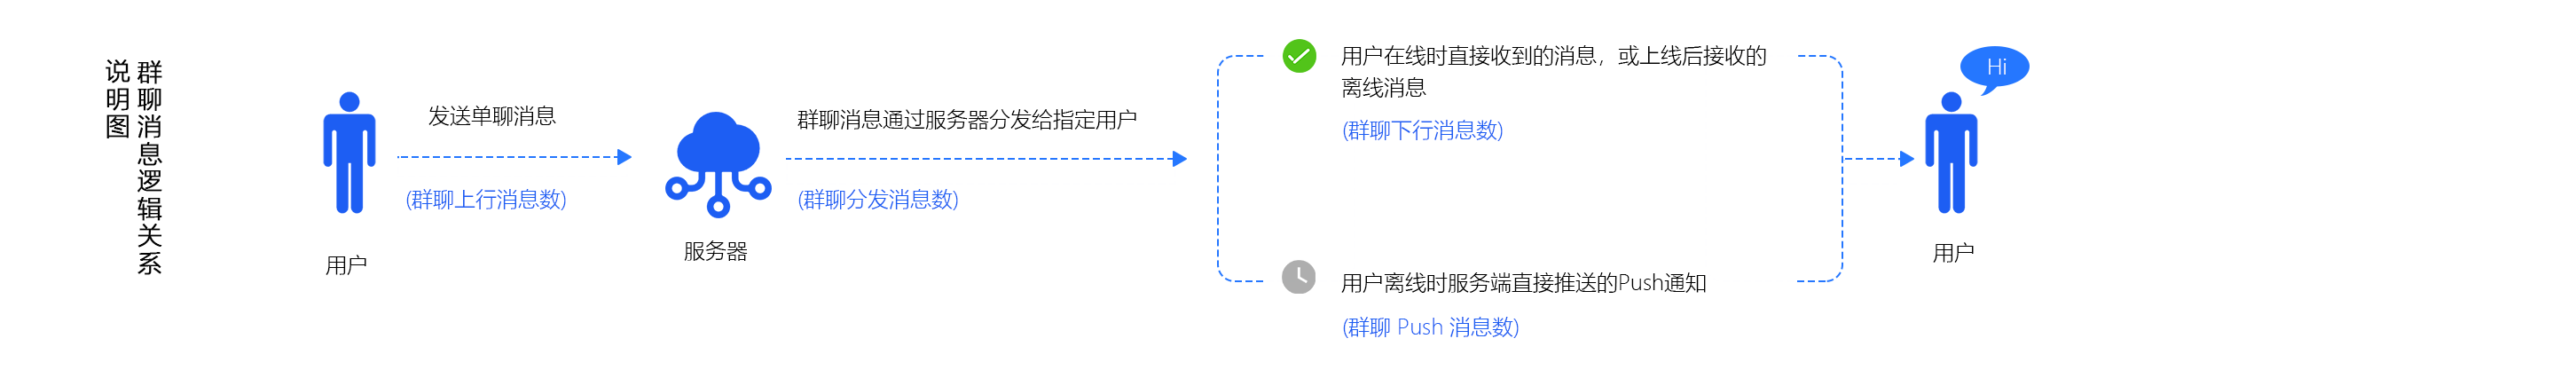 群聊消息逻辑关系
说明图
用户
发送单聊消息
(群聊上行消息数)
服务器
群聊消息通过服务器分发给指定用户
(群聊分发消息数)
用户在线时直接收到的消息，或上线后接收的
离线消息
(群聊下行消息数)
用户离线时服务端直接推送的Push通知
(群聊 Push 消息数)
Hi
用户